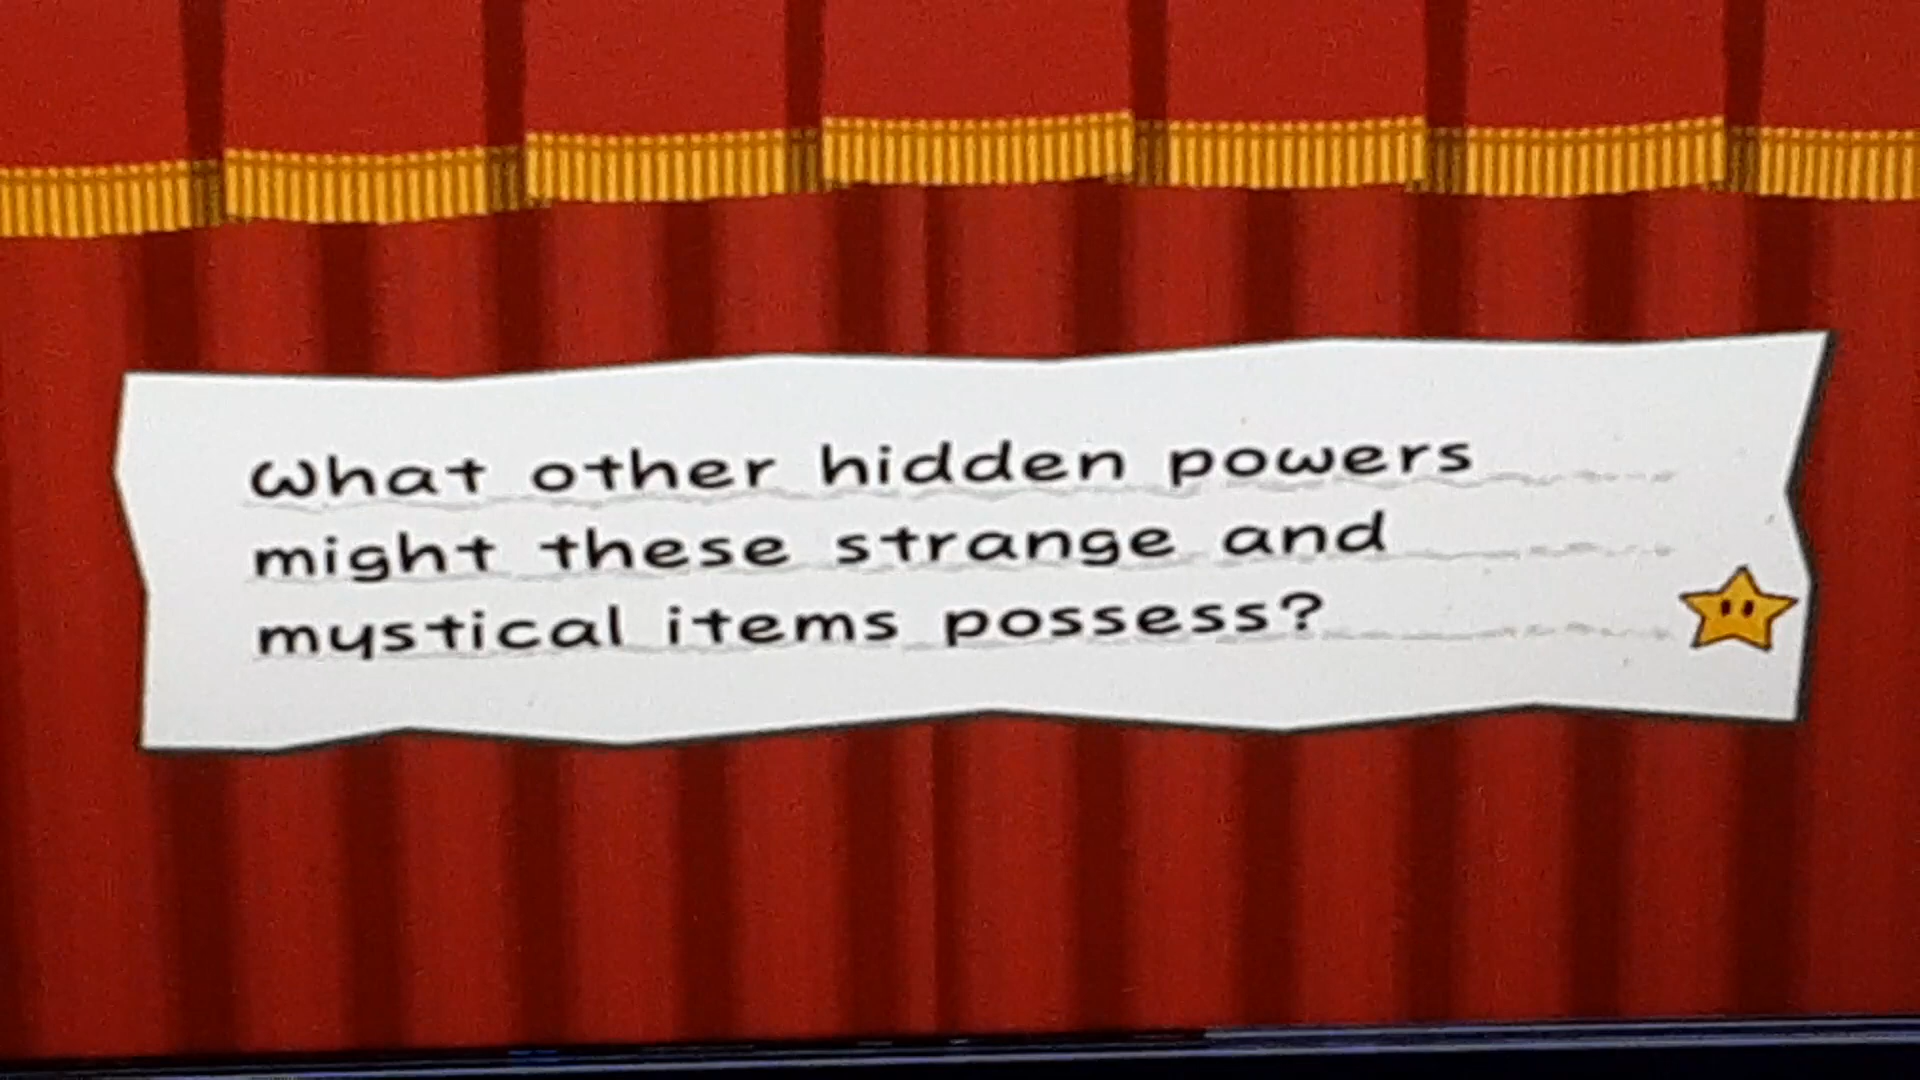 What other hidden powers
might these strange and
mystical items possess?